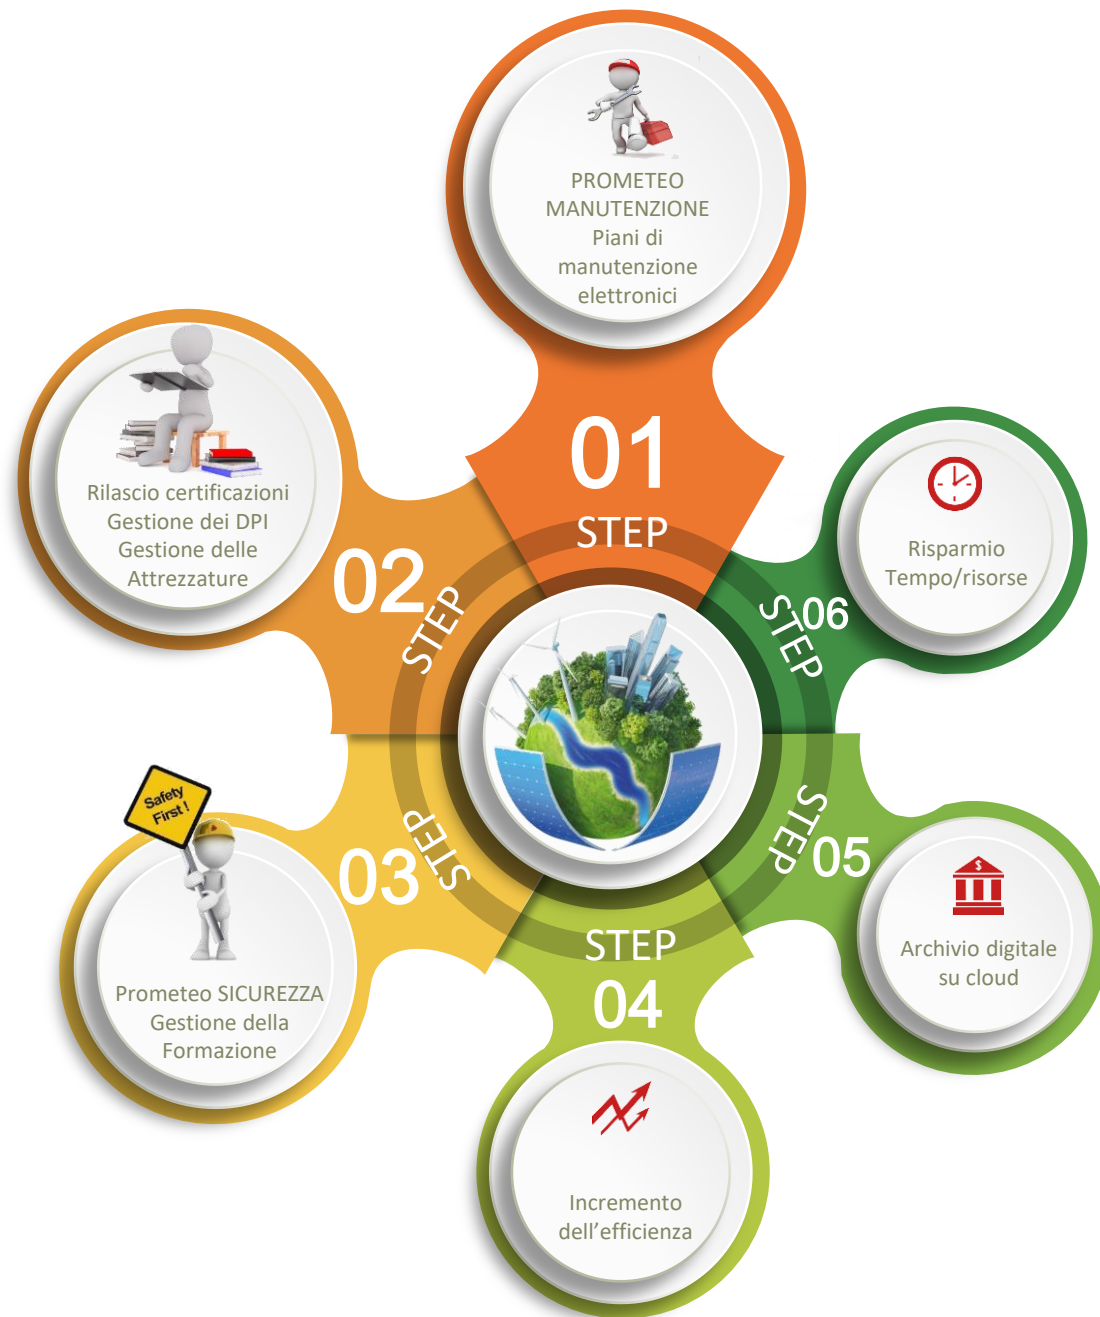 PROMETEO
MANUTENZIONE
Piani di
manutenzione
elettronici
01
STEP
Rilascio certificazioni
Gestione dei DPI
Gestione delle
Attrezzature
02
STEP
Safety
First !
Prometeo SICUREZZA
Gestione della
Formazione
03
STEP
STEP
04
Incremento
dell’efficienza
STEP
05
$
Archivio digitale
su cloud
STEP
06
Risparmio
Tempo/risorse